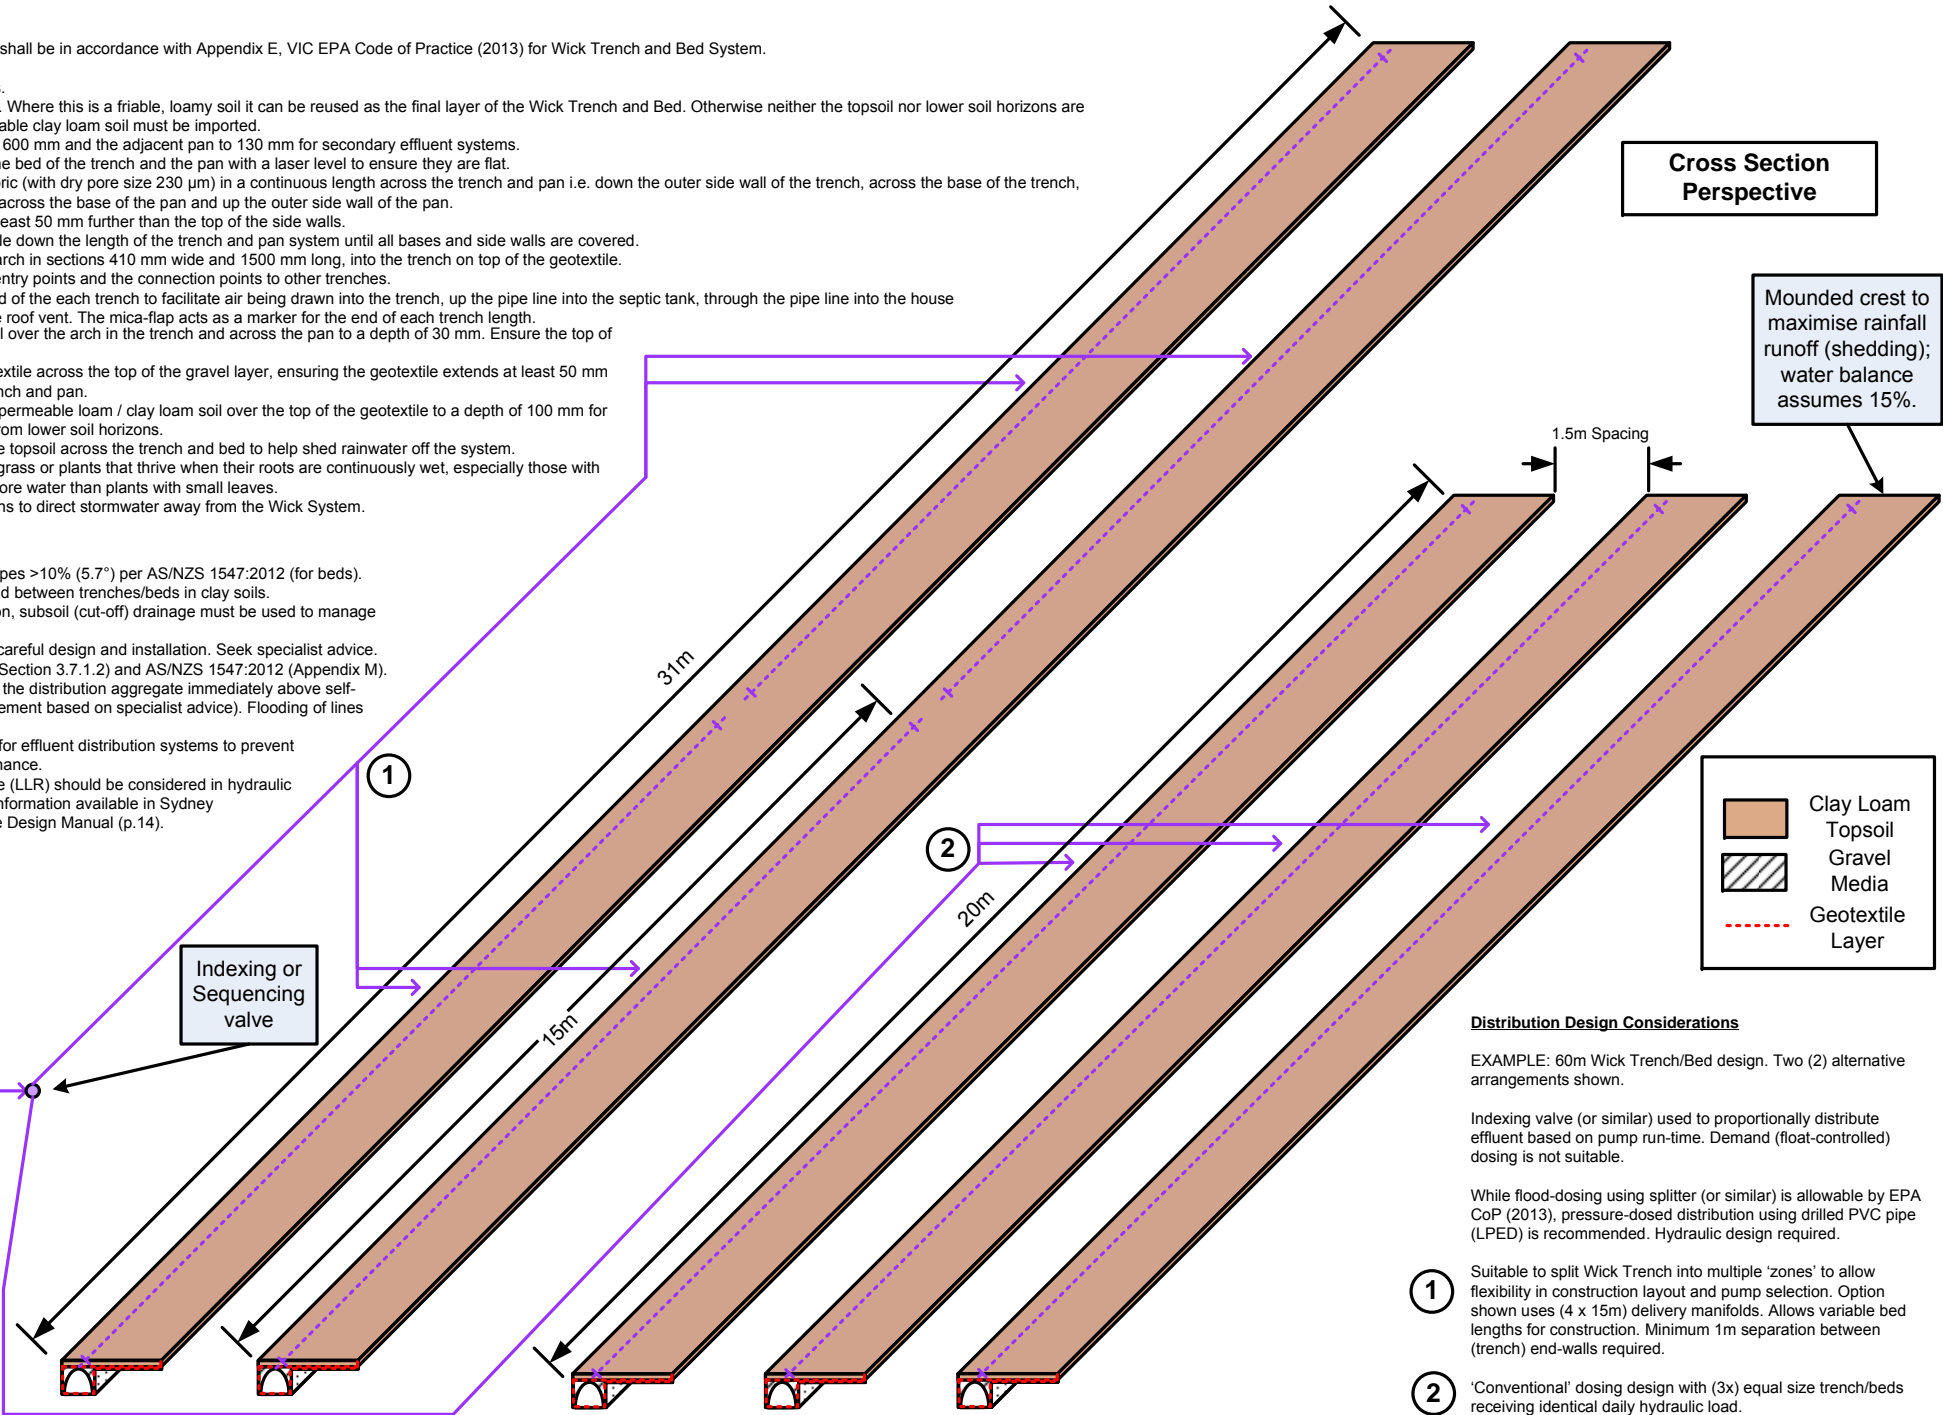 shall be in accordance with Appendix E, VIC EPA Code of Practice (2013) for Wick Trench and Bed System.
s.
. Where this is a friable, loamy soil it can be reused as the final layer of the Wick Trench and Bed. Otherwise neither the topsoil nor lower soil horizons are
able clay loam soil must be imported.
600 mm and the adjacent pan to 130 mm for secondary effluent systems.
he bed of the trench and the pan with a laser level to ensure they are flat.
bric (with dry pore size 230 µm) in a continuous length across the trench and pan i.e. down the outer side wall of the trench, across the base of the trench,
across the base of the pan and up the outer side wall of the pan.
least 50 mm further than the top of the side walls.
le down the length of the trench and pan system until all bases and side walls are covered.
arch in sections 410 mm wide and 1500 mm long, into the trench on top of the geotextile.
entry points and the connection points to other trenches.
d of the each trench to facilitate air being drawn into the trench, up the pipe line into the septic tank, through the pipe line into the house
e roof vent. The mica-flap acts as a marker for the end of each trench length.
l over the arch in the trench and across the pan to a depth of 30 mm. Ensure the top of
extile across the top of the gravel layer, ensuring the geotextile extends at least 50 mm
nch and pan.
permeable loam / clay loam soil over the top of the geotextile to a depth of 100 mm for
rom lower soil horizons.
e topsoil across the trench and bed to help shed rainwater off the system.
grass or plants that thrive when their roots are continuously wet, especially those with
ore water than plants with small leaves.
ns to direct stormwater away from the Wick System.
pes >10% (5.7°) per AS/NZS 1547:2012 (for beds).
d between trenches/beds in clay soils.
on, subsoil (cut-off) drainage must be used to manage
careful design and installation. Seek specialist advice.
Section 3.7.1.2) and AS/NZS 1547:2012 (Appendix M).
the distribution aggregate immediately above self-
ement based on specialist advice). Flooding of lines
for effluent distribution systems to prevent
nance.
e (LLR) should be considered in hydraulic
nformation available in Sydney
e Design Manual (p.14).
Cross Section
Perspective
Mounded crest to
maximise rainfall
runoff (shedding);
water balance
assumes 15%.
1.5m Spacing
31m
15m
20m
1
2
Indexing or
Sequencing
valve
Clay Loam
Topsoil
Gravel
Media
Geotextile
Layer
Distribution Design Considerations
EXAMPLE: 60m Wick Trench/Bed design. Two (2) alternative
arrangements shown.
Indexing valve (or similar) used to proportionally distribute
effluent based on pump run-time. Demand (float-controlled)
dosing is not suitable.
While flood-dosing using splitter (or similar) is allowable by EPA
CoP (2013), pressure-dosed distribution using drilled PVC pipe
(LPED) is recommended. Hydraulic design required.
1
Suitable to split Wick Trench into multiple ‘zones’ to allow
flexibility in construction layout and pump selection. Option
shown uses (4 x 15m) delivery manifolds. Allows variable bed
lengths for construction. Minimum 1m separation between
(trench) end-walls required.
2
‘Conventional’ dosing design with (3x) equal size trench/beds
receiving identical daily hydraulic load.